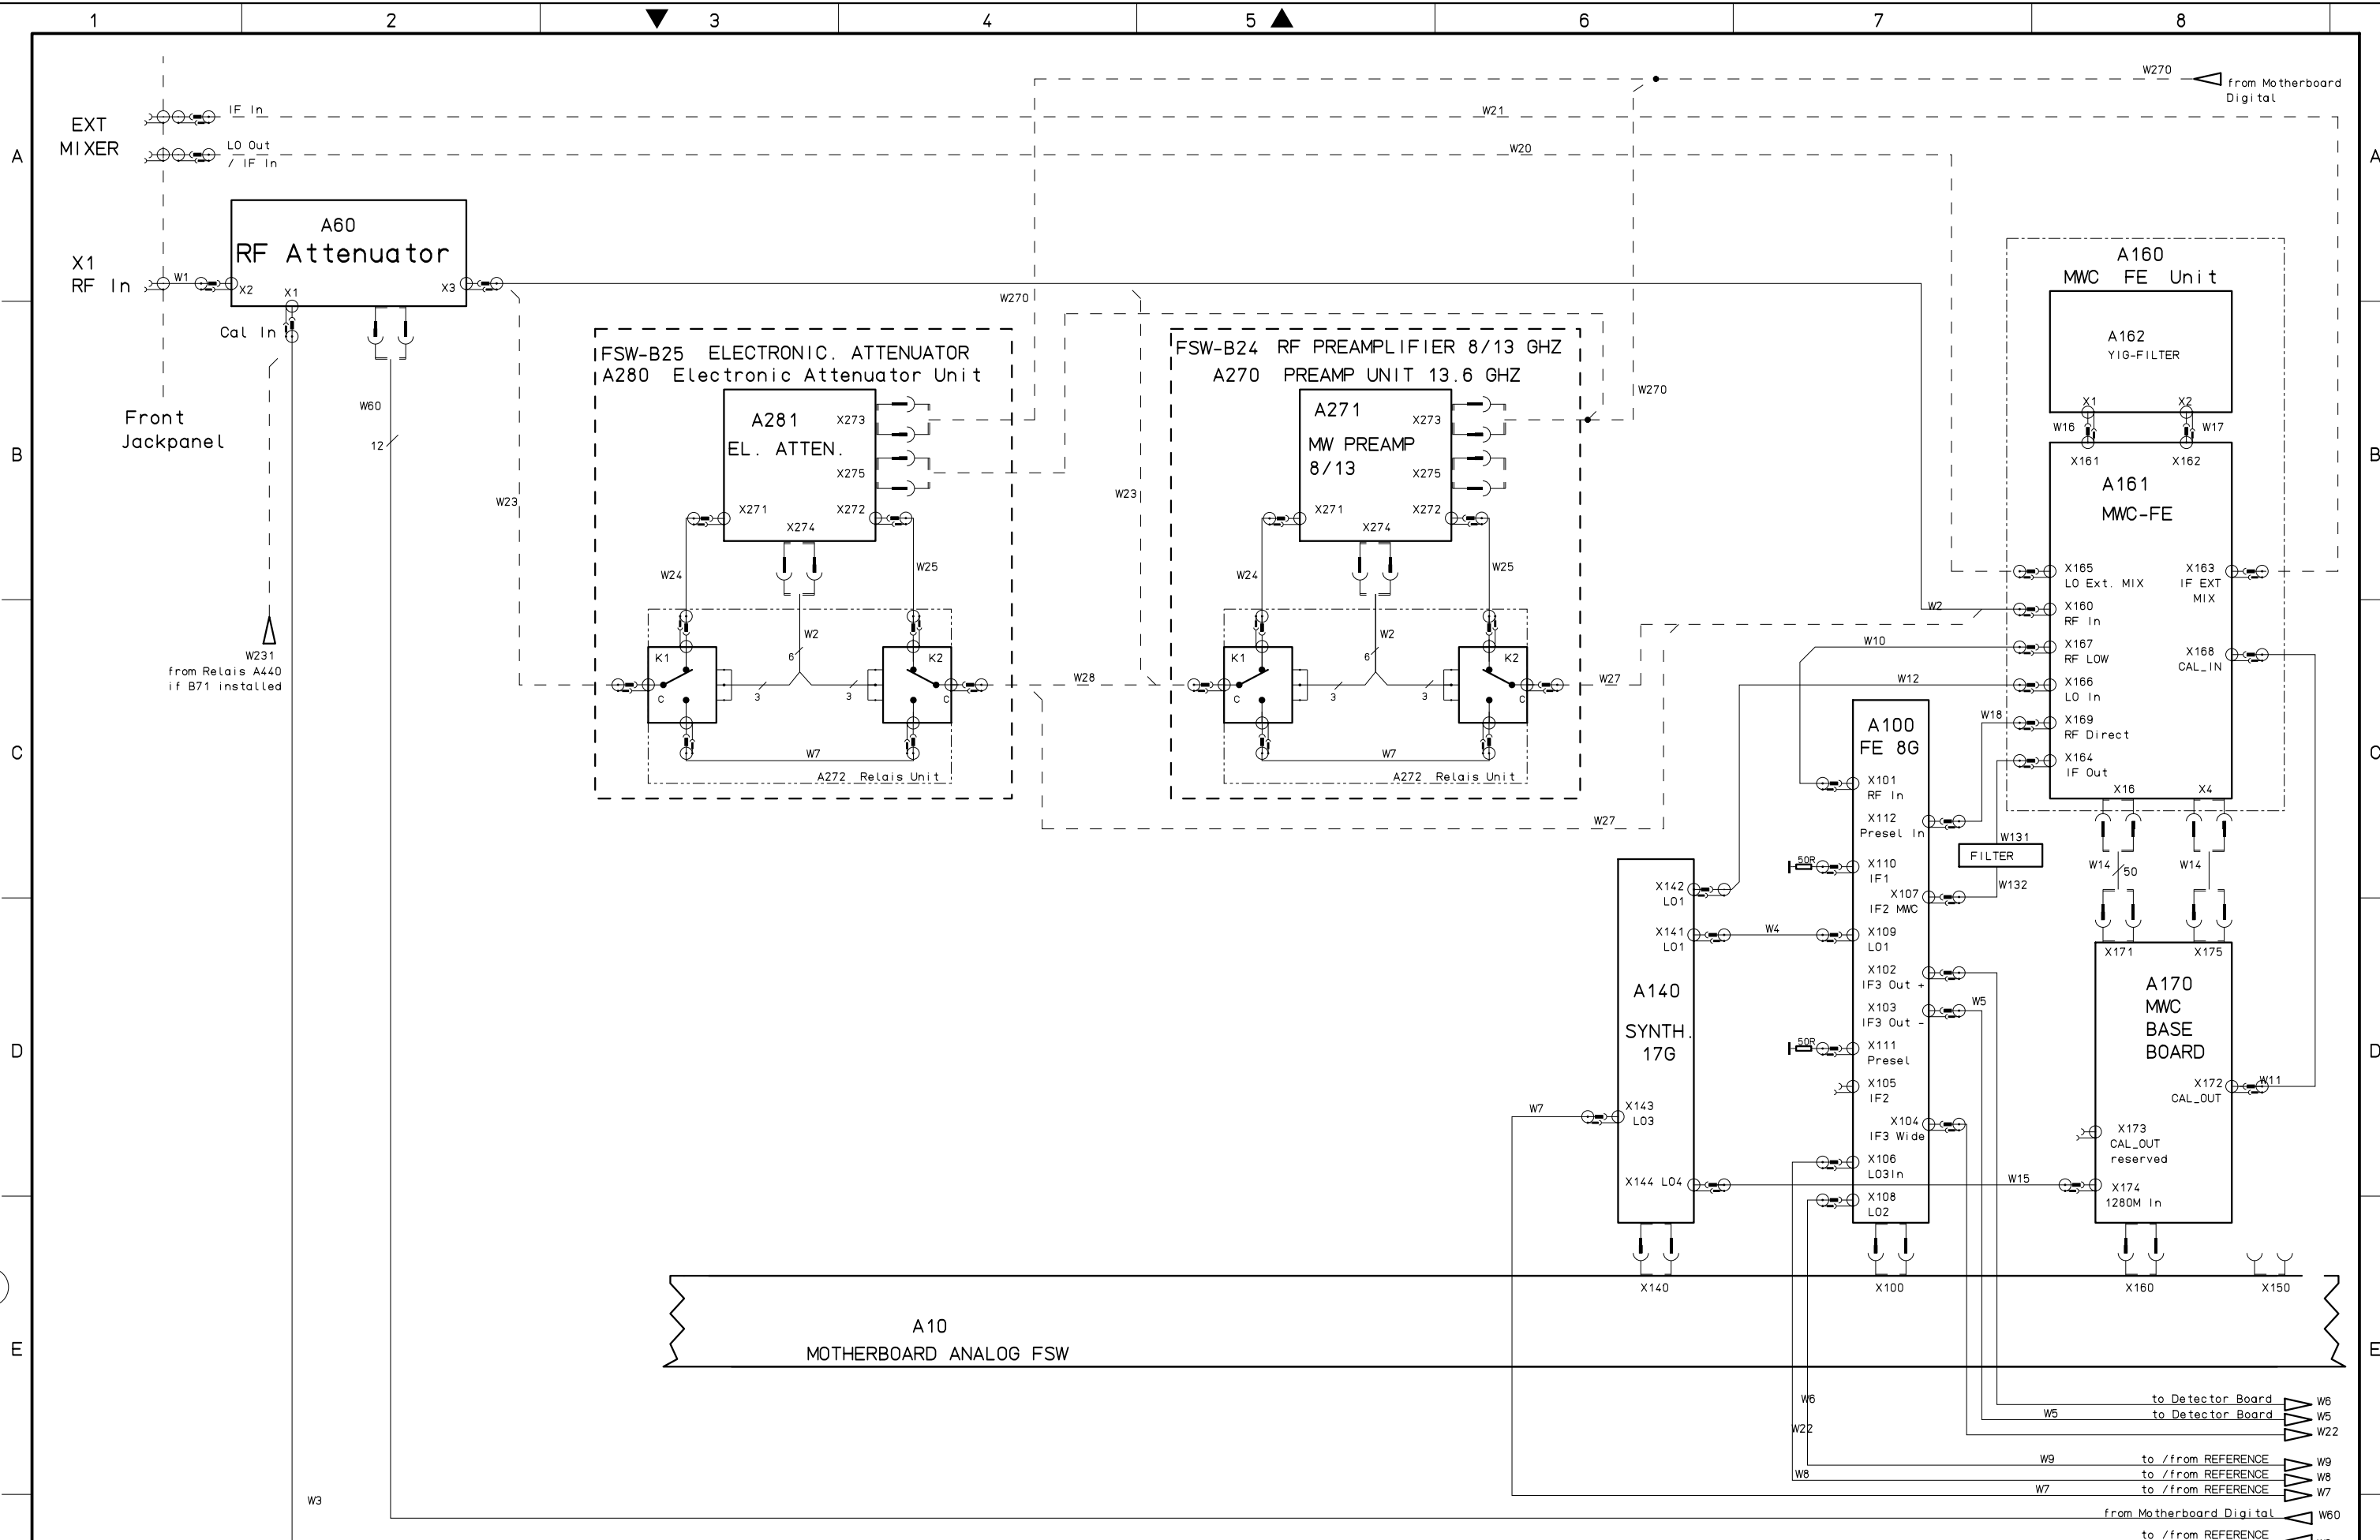 1 2 3 4 5 6 7 8
W270
from Motherboard
Digital
EXT
MIXER
IF In
W21
LO Out
/ IF In
W20
A A
A60
RF Attenuator
X1
RF In
W1
X2
X1
X3
Cal In
W270
A160
MWC FE Unit
A162
YIG-FILTER
X1 X2
W16 W17
FSW-B25 ELECTRONIC. ATTENUATOR
A280 Electronic Attenuator Unit
FSW-B24 RF PREAMPLIFIER 8/13 GHZ
A270 PREAMP UNIT 13.6 GHZ
W270
Front
Jackpanel
W60
12
B B
W23
A281
EL. ATTEN.
X273
X275
X271
X272
X274
W24
W25
W2
6
K1
K2
C
C
3
3
W7
A272 Relais Unit
W28
W23
A271
MW PREAMP
8/13
X273
X275
X271
X272
X274
W24
W25
W2
6
K1
K2
C
C
3
3
W7
A272 Relais Unit
W27
W27
X161
X162
A161
MWC-FE
X165
LO Ext. MIX
X163
IF EXT
MIX
W2
X160
RF In
W10
X167
RF LOW
X168
CAL_IN
W12
X166
LO In
W18
X169
RF Direct
X164
IF Out
X16
X4
W231
from Relais A440
if B71 installed
C C
A100
FE 8G
X101
RF In
X112
Presel In
50R
X110
IF1
X107
IF2 MWC
W131
FILTER
W132
W14
50
W14
X142
LO1
X141
LO1
W4
X109
LO1
X102
IF3 Out +
X103
IF3 Out -
W5
50R
X111
Presel
X105
IF2
X104
IF3 Wide
X106
LO3In
X108
LO2
A140
SYNTH.
17G
W7
X143
LO3
X144 LO4
W15
X171
X175
A170
MWC
BASE
BOARD
X172
CAL_OUT
W11
X173
CAL_OUT
reserved
X174
1280M In
D D
X140
X100
X160
X150
A10
MOTHERBOARD ANALOG FSW
E E
W6
to Detector Board W6
W5 to Detector Board W5
W22
W22
W9 to /from REFERENCE W9
W8 to /from REFERENCE W8
W7 to /from REFERENCE W7
W3
from Motherboard Digital W60
to /from REFERENCE